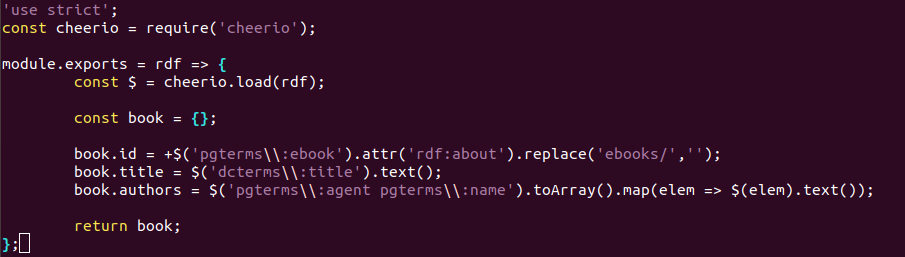 'use strict';
const cheerio = require('cheerio');
module.exports = rdf => {
const $ = cheerio.load(rdf);
const book = {};
book.id = +$('pgterms\\:ebook').attr('rdf:about').replace('ebooks/','');
book.title = $('dcterms\\:title').text();
book.authors = $('pgterms\\:agent pgterms\\:name').toArray().map(elem => $(elem).text());
return book;
};